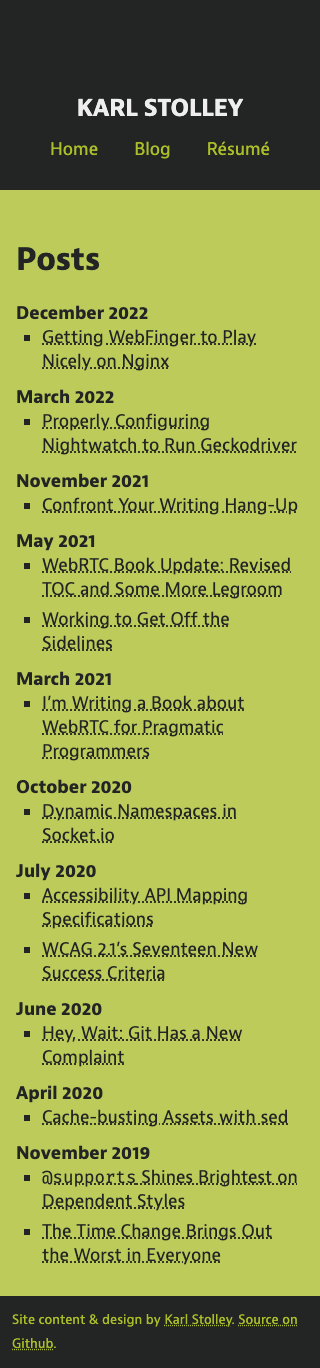 KARL STOLLEY
Home Blog Résumé
Posts
December 2022
Getting WebFinger to Play
Nicely on Nginx
March 2022
Properly Configuring
Nightwatch to Run Geckodriver
November 2021
Confront Your Writing Hang-Up
May 2021
WebRTC Book Update: Revised
TOC and Some More Legroom
Working to Get Off the
Sidelines
March 2021
I’m Writing a Book about
WebRTC for Pragmatic
Programmers
October 2020
Dynamic Namespaces in
Socket.io
July 2020
Accessibility API Mapping
Specifications
WCAG 2.1’s Seventeen New
Success Criteria
June 2020
Hey, Wait: Git Has a New
Complaint
April 2020
Cache-busting Assets with sed
November 2019
@supports Shines Brightest on
Dependent Styles
The Time Change Brings Out
the Worst in Everyone
Site content & design by Karl Stolley. Source on
Github.